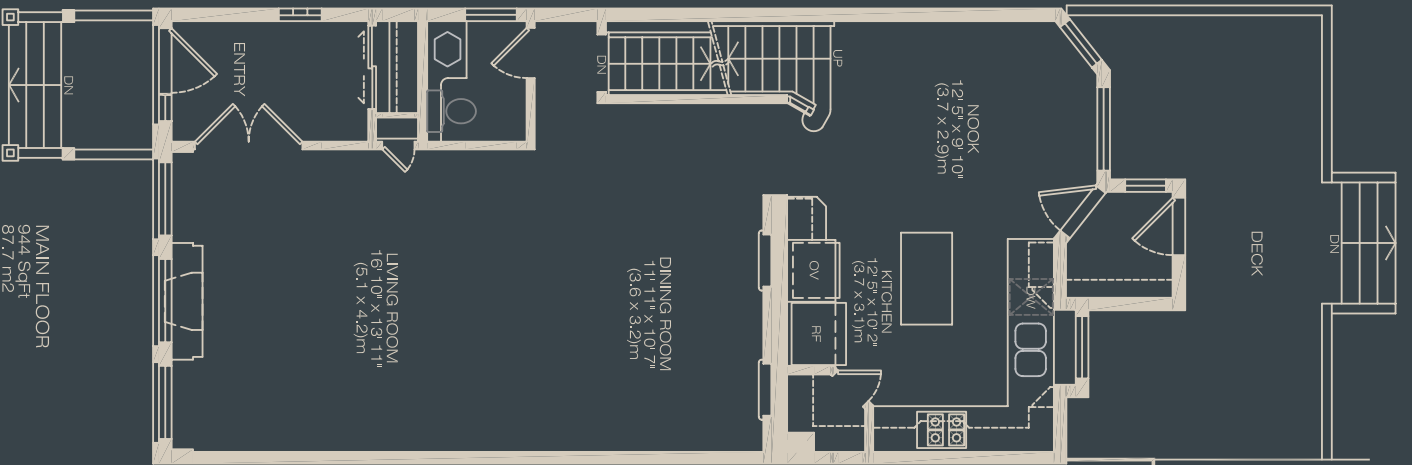 ENTRY
DN
DN
UP
NOOK
12' 5" x 9' 10"
(3.7 x 2.9)m
MAIN FLOOR
944 SqFt
87.7 m2
LIVING ROOM
16' 10" x 13' 11"
(5.1 x 4.2)m
DINING ROOM
11' 11" x 10' 7"
(3.6 x 3.2)m
OV
RF
KITCHEN
12' 5" x 10' 2"
(3.7 x 3.1)m
DW
DECK
DN